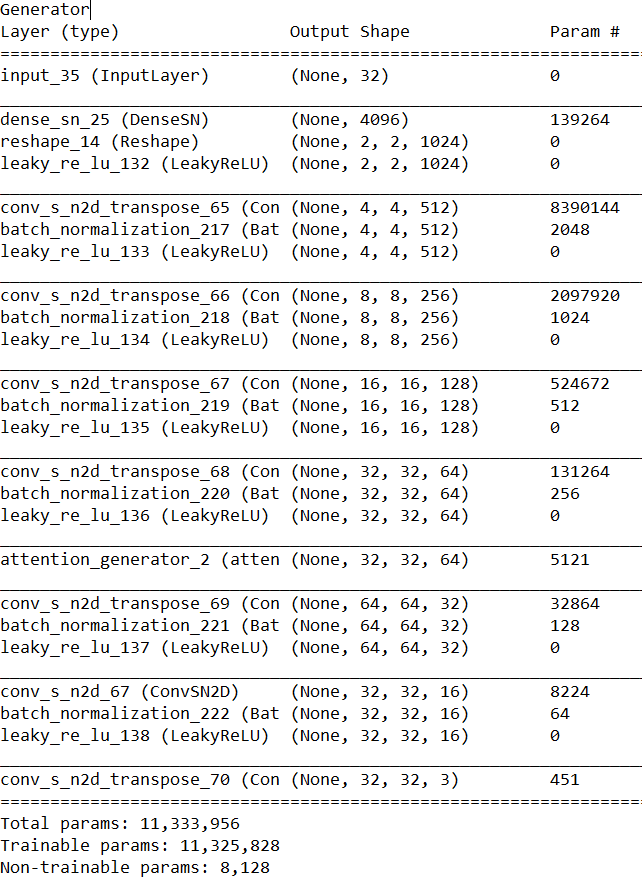 Generator
Layer (type) Output Shape Param #
=================================================================
input_35 (InputLayer) (None, 32) 0
_________________________________________________________________
dense_sn_25 (DenseSN) (None, 4096) 139264
reshape_14 (Reshape) (None, 2, 2, 1024) 0
leaky_re_lu_132 (LeakyReLU) (None, 2, 2, 1024) 0
_________________________________________________________________
conv_s_n2d_transpose_65 (Con (None, 4, 4, 512) 8390144
batch_normalization_217 (Bat (None, 4, 4, 512) 2048
leaky_re_lu_133 (LeakyReLU) (None, 4, 4, 512) 0
_________________________________________________________________
conv_s_n2d_transpose_66 (Con (None, 8, 8, 256) 2097920
batch_normalization_218 (Bat (None, 8, 8, 256) 1024
leaky_re_lu_134 (LeakyReLU) (None, 8, 8, 256) 0
_________________________________________________________________
conv_s_n2d_transpose_67 (Con (None, 16, 16, 128) 524672
batch_normalization_219 (Bat (None, 16, 16, 128) 512
leaky_re_lu_135 (LeakyReLU) (None, 16, 16, 128) 0
_________________________________________________________________
conv_s_n2d_transpose_68 (Con (None, 32, 32, 64) 131264
batch_normalization_220 (Bat (None, 32, 32, 64) 256
leaky_re_lu_136 (LeakyReLU) (None, 32, 32, 64) 0
_________________________________________________________________
attention_generator_2 (atten (None, 32, 32, 64) 5121
_________________________________________________________________
conv_s_n2d_transpose_69 (Con (None, 64, 64, 32) 32864
batch_normalization_221 (Bat (None, 64, 64, 32) 128
leaky_re_lu_137 (LeakyReLU) (None, 64, 64, 32) 0
_________________________________________________________________
conv_s_n2d_67 (ConvSN2D) (None, 32, 32, 16) 8224
batch_normalization_222 (Bat (None, 32, 32, 16) 64
leaky_re_lu_138 (LeakyReLU) (None, 32, 32, 16) 0
_________________________________________________________________
conv_s_n2d_transpose_70 (Con (None, 32, 32, 3) 451
=================================================================
Total params: 11,333,956
Trainable params: 11,325,828
Non-trainable params: 8,128